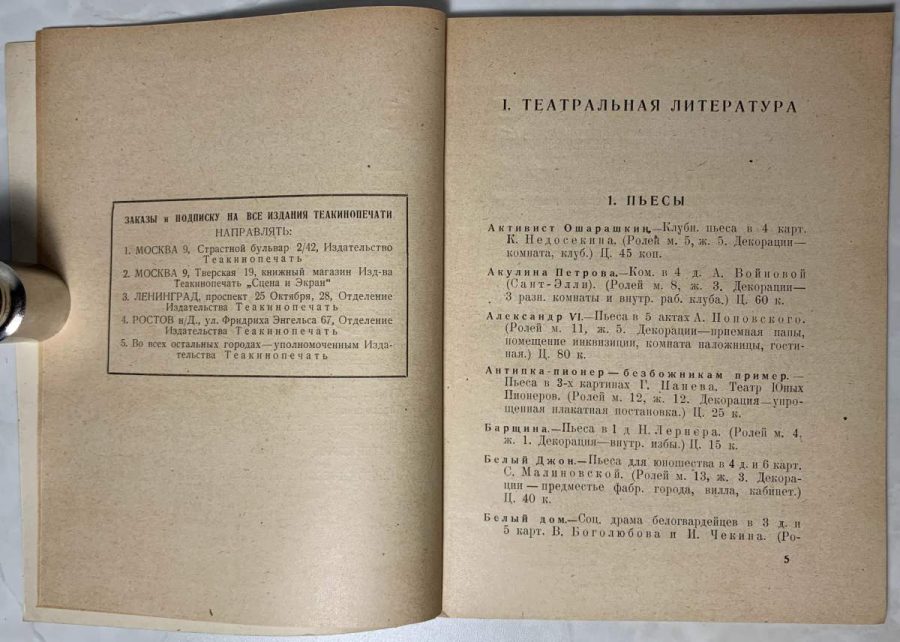 ЗАКАЗЫ и ПОДПИСКУ НА ВСЕ ИЗДАНИЯ ТЕАКИНОПЕЧАТИ
НАПРАВЛЯТЬ:
1. МОСКВА 9, Страстной бульвар 2/42, Издательство
Теакинопечать
2. МОСКВА 9, Тверская 19, книжный магазин Изд-ва
Теакинопечать „Сцена и Экран"
3. ЛЕНИНГРАД, проспект 25 Октября, 28, Отделение
Издательства Теакинопечать
4. РОСТОВ н/Д., ул. Фридриха Энгельса 67, Отделение
Издательства Теакинопечать
5. Во всех остальных городах—уполномоченным Изда-
тельства Теакинопечать
I. ТЕАТРАЛЬНАЯ ЛИТЕРАТУРА
1. ПЬЕСЫ
Активист Ошарашкин.—Клубн. пьеса в 4 карт.
К. Недосекина. (Ролей м. 5, ж. 5. Декорации—
комната, клуб.) Ц. 45 коп.
Акулина Петрова.—Ком. в 4 д. А. Войновой
(Сант-Элли). (Ролей м. 8, ж. 3. Декорации—
3 разн. комнаты и внутр. раб. клуба.) Ц. 60 к.
Александр VI.—Пьеса в 5 актах А. Поповского.
(Ролей м. 11, ж. 5. Декорации—приемная папы,
помещение инквизиции, комната наложницы, гости-
ная.) Ц. 80 к.
Антипка-пионер—безбожникам пример.—
Пьеса в 3-х картинах Г. Панева. Театр Юных
Пионеров. (Ролей м. 12, ж. 12. Декорация—упро-
щенная плакатная постановка.) Ц. 25 к.
Барщина.—Пьеса в 1 д Н. Лернера. (Ролей м. 4,
ж. 1. Декорация—внутр. избы.) Ц. 15 к.
Белый Джон.—Пьеса для юношества в 4 д. и 6 карт.
С. Малиновской. (Ролей м. 13, ж. 3. Декора-
ции—предместье фабр. города, вилла, кабинет.)
Ц. 40 к.
Белый дом.—Соц. драма белогвардейцев в 3 д. и
5 карт. В. Боголюбова и И. Чекина. (Ро-
5